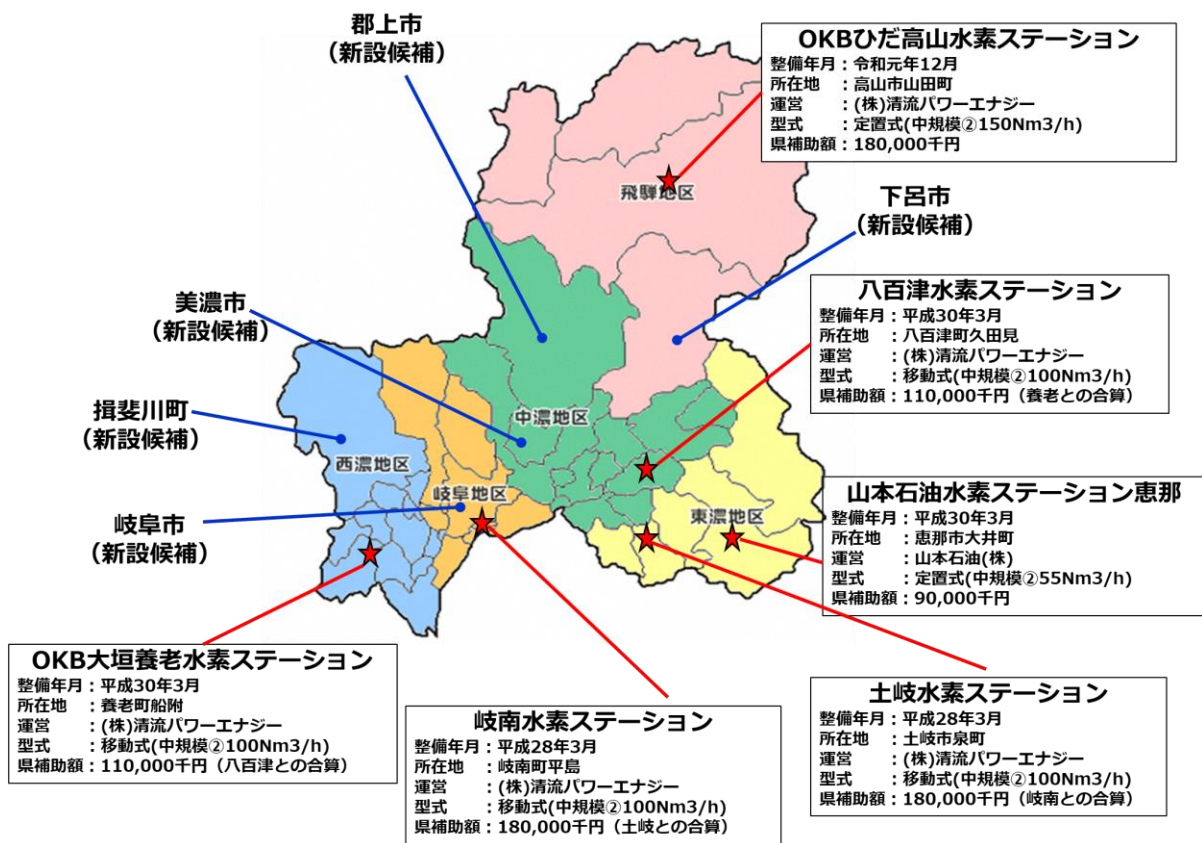 郡上市
（新設候補）
OKBひだ高山水素ステーション
整備年月：令和元年12月
所在地　：高山市山田町
運営　　：(株)清流パワーエナジー
型式　　：定置式(中規模②150Nm3/h)
県補助額：180,000千円
飛騨地区
下呂市
（新設候補）
八百津水素ステーション
整備年月：平成30年3月
所在地　：八百津町久田見
運営　　：(株)清流パワーエナジー
型式　　：移動式(中規模②100Nm3/h)
県補助額：110,000千円（養老との合算）
美濃市
（新設候補）
中濃地区
揖斐川町
（新設候補）
西濃地区
岐阜地区
東濃地区
岐阜市
（新設候補）
山本石油水素ステーション恵那
整備年月：平成30年3月
所在地　：恵那市大井町
運営　　：山本石油(株)
型式　　：定置式(中規模②55Nm3/h)
県補助額：90,000千円
OKB大垣養老水素ステーション
整備年月：平成30年3月
所在地　：養老町船附
運営　　：(株)清流パワーエナジー
型式　　：移動式(中規模②100Nm3/h)
県補助額：110,000千円（八百津との合算）
岐南水素ステーション
整備年月：平成28年3月
所在地　：岐南町平島
運営　　：(株)清流パワーエナジー
型式　　：移動式(中規模②100Nm3/h)
県補助額：180,000千円（土岐との合算）
土岐水素ステーション
整備年月：平成28年3月
所在地　：土岐市泉町
運営　　：(株)清流パワーエナジー
型式　　：移動式(中規模②100Nm3/h)
県補助額：180,000千円（岐南との合算）